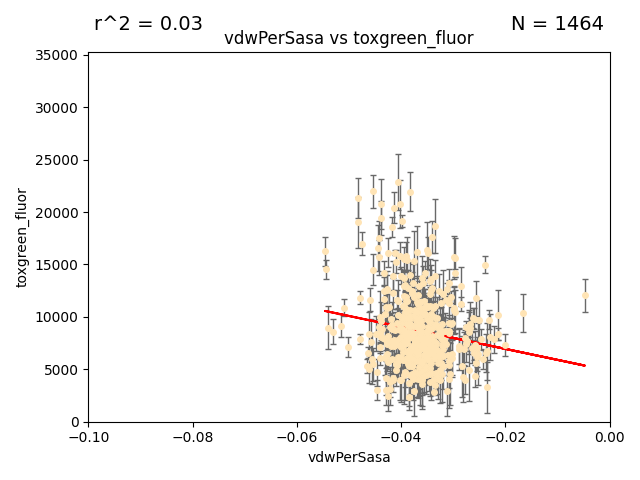 r^2 = 0.03
N = 1464
vdwPerSasa vs toxgreen_fluor
35000
30000
25000
20000
15000
10000
5000
0
toxgreen_fluor
−0.10
−0.08
−0.06
−0.04
−0.02
0.00
vdwPerSasa